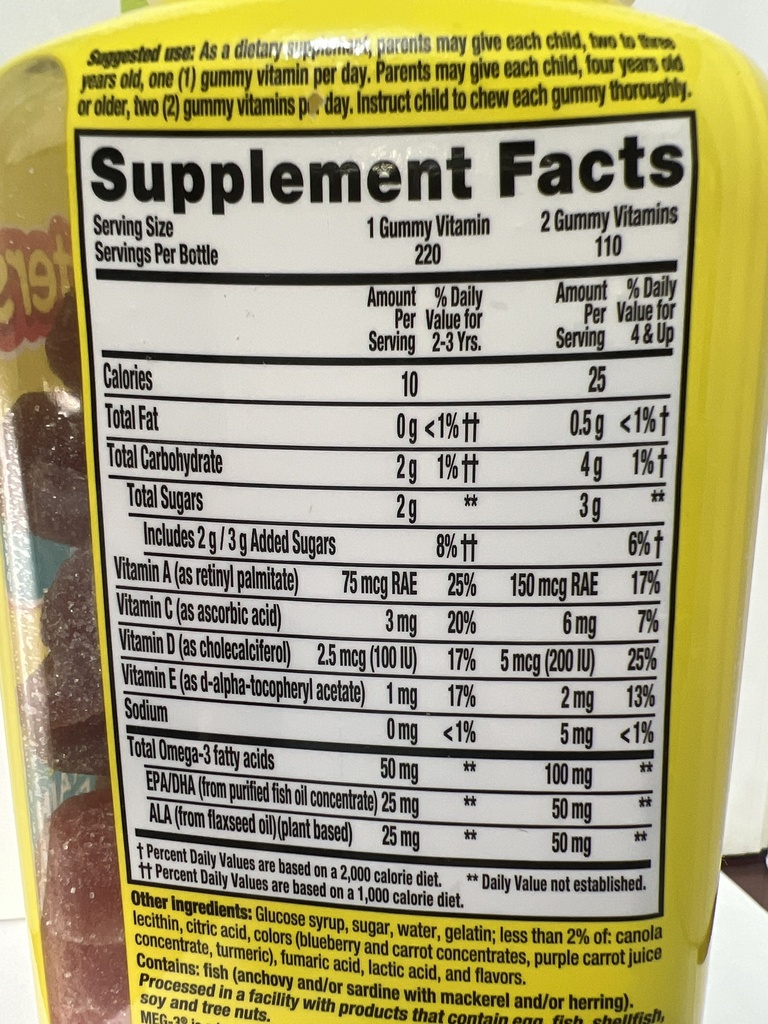 Suggested use: As a dietary supplement, parents may give each child, two to three
years old, one (1) gummy vitamin per day. Parents may give each child, four years old
or older, two (2) gummy vitamins per day. Instruct child to chew each gummy thoroughly.
Supplement Facts
Serving Size 1 Gummy Vitamin 2 Gummy Vitamins
Servings Per Bottle 220 110
Amount Per Serving % Daily Value for 2-3 Yrs. Amount Per Serving % Daily Value for 4 & Up
Calories 10 25
Total Fat 0g <1%†† 0.5g <1%†
Total Carbohydrate 2g 1%†† 4g 1%†
Total Sugars 2g ** 3g **
Includes 2 g / 3 g Added Sugars 8%†† 6%†
Vitamin A (as retinyl palmitate) 75 mcg RAE 25% 150 mcg RAE 17%
Vitamin C (as ascorbic acid) 3 mg 20% 6 mg 7%
Vitamin D (as cholecalciferol) 2.5 mcg (100 IU) 17% 5 mcg (200 IU) 25%
Vitamin E (as d-alpha-tocopheryl acetate) 1 mg 17% 2 mg 13%
Sodium 0 mg <1% 5 mg <1%
Total Omega-3 fatty acids 50 mg ** 100 mg **
EPA/DHA (from purified fish oil concentrate) 25 mg ** 50 mg **
ALA (from flaxseed oil) (plant based) 25 mg ** 50 mg **
† Percent Daily Values are based on a 2,000 calorie diet. ** Daily Value not established.
†† Percent Daily Values are based on a 1,000 calorie diet.
Other Ingredients: Glucose syrup, sugar, water, gelatin; less than 2% of: canola
lecithin, citric acid, colors (blueberry and carrot concentrates, purple carrot juice
concentrate, turmeric), fumaric acid, lactic acid, and flavors.
Contains: fish (anchovy and/or sardine with mackerel and/or herring).
Processed in a facility with products that contain egg, fish, shellfish,
soy and tree nuts.
MEG-3®